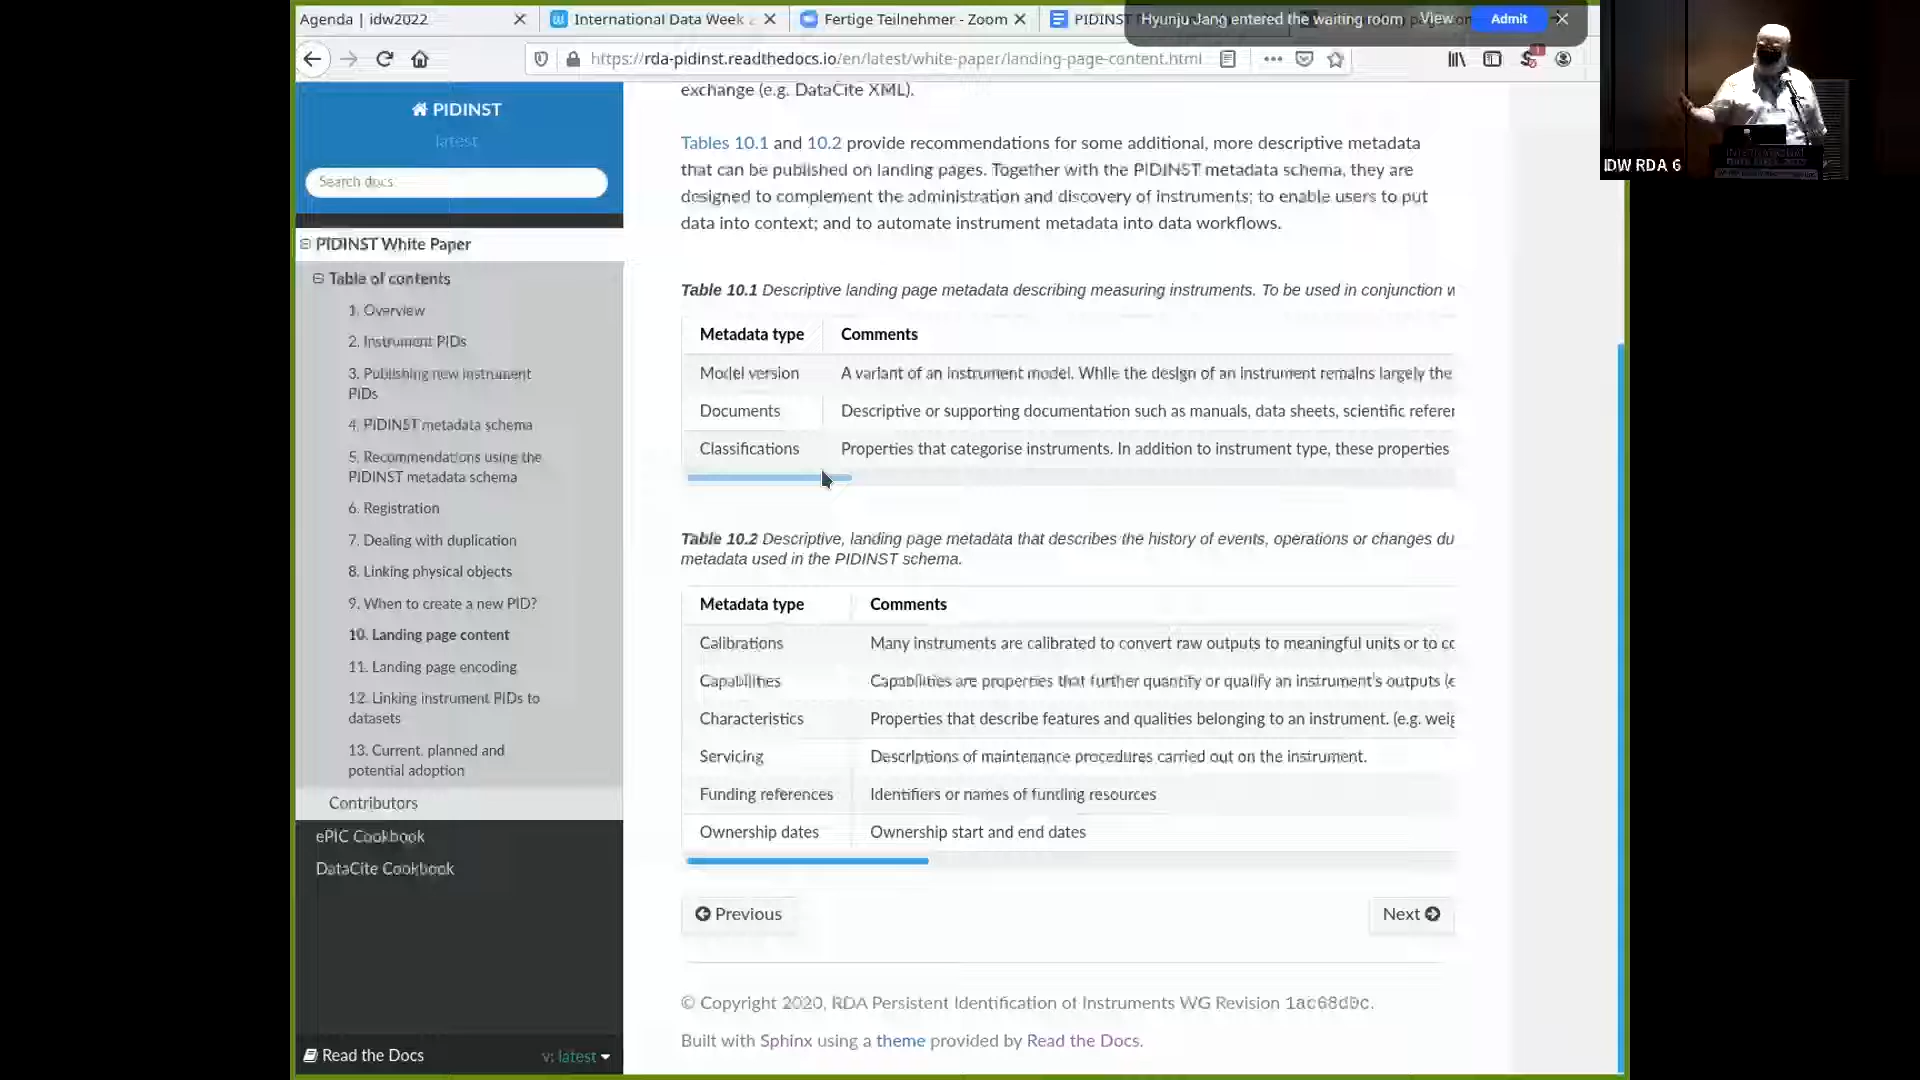 Agenda | idw2022
International Data Week
Fertige Teilnehmer - Zoom
PIDINST
Hyunju Jang entered the waiting room
View
Admit
https://rda-pidinst.readthedocs.io/en/latest/white-paper/landing-page-content.html
PIDINST
latest
Search docs
PIDINST White Paper
Table of contents
1. Overview
2. Instrument PIDs
3. Publishing new instrument
PIDs
4. PIDINST metadata schema
5. Recommendations using the
PIDINST metadata schema
6. Registration
7. Dealing with duplication
8. Linking physical objects
9. When to create a new PID?
10. Landing page content
11. Landing page encoding
12. Linking instrument PIDs to
datasets
13. Current, planned and
potential adoption
Contributors
ePIC Cookbook
DataCite Cookbook
Read the Docs
v: latest
exchange (e.g. DataCite XML).
Tables 10.1 and 10.2 provide recommendations for some additional, more descriptive metadata
that can be published on landing pages. Together with the PIDINST metadata schema, they are
designed to complement the administration and discovery of instruments; to enable users to put
data into context; and to automate instrument metadata into data workflows.
Table 10.1 Descriptive landing page metadata describing measuring instruments. To be used in conjunction w
Metadata type Comments
Model version A variant of an instrument model. While the design of an instrument remains largely the
Documents Descriptive or supporting documentation such as manuals, data sheets, scientific referen
Classifications Properties that categorise instruments. In addition to instrument type, these properties
Table 10.2 Descriptive, landing page metadata that describes the history of events, operations or changes du
metadata used in the PIDINST schema.
Metadata type Comments
Calibrations Many instruments are calibrated to convert raw outputs to meaningful units or to co
Capabilities Capabilities are properties that further quantify or qualify an instrument's outputs (e
Characteristics Properties that describe features and qualities belonging to an instrument. (e.g. weig
Servicing Descriptions of maintenance procedures carried out on the instrument.
Funding references Identifiers or names of funding resources
Ownership dates Ownership start and end dates
Previous
Next
© Copyright 2020, RDA Persistent Identification of Instruments WG Revision 1ac68d0c.
Built with Sphinx using a theme provided by Read the Docs.
IDW RDA 6